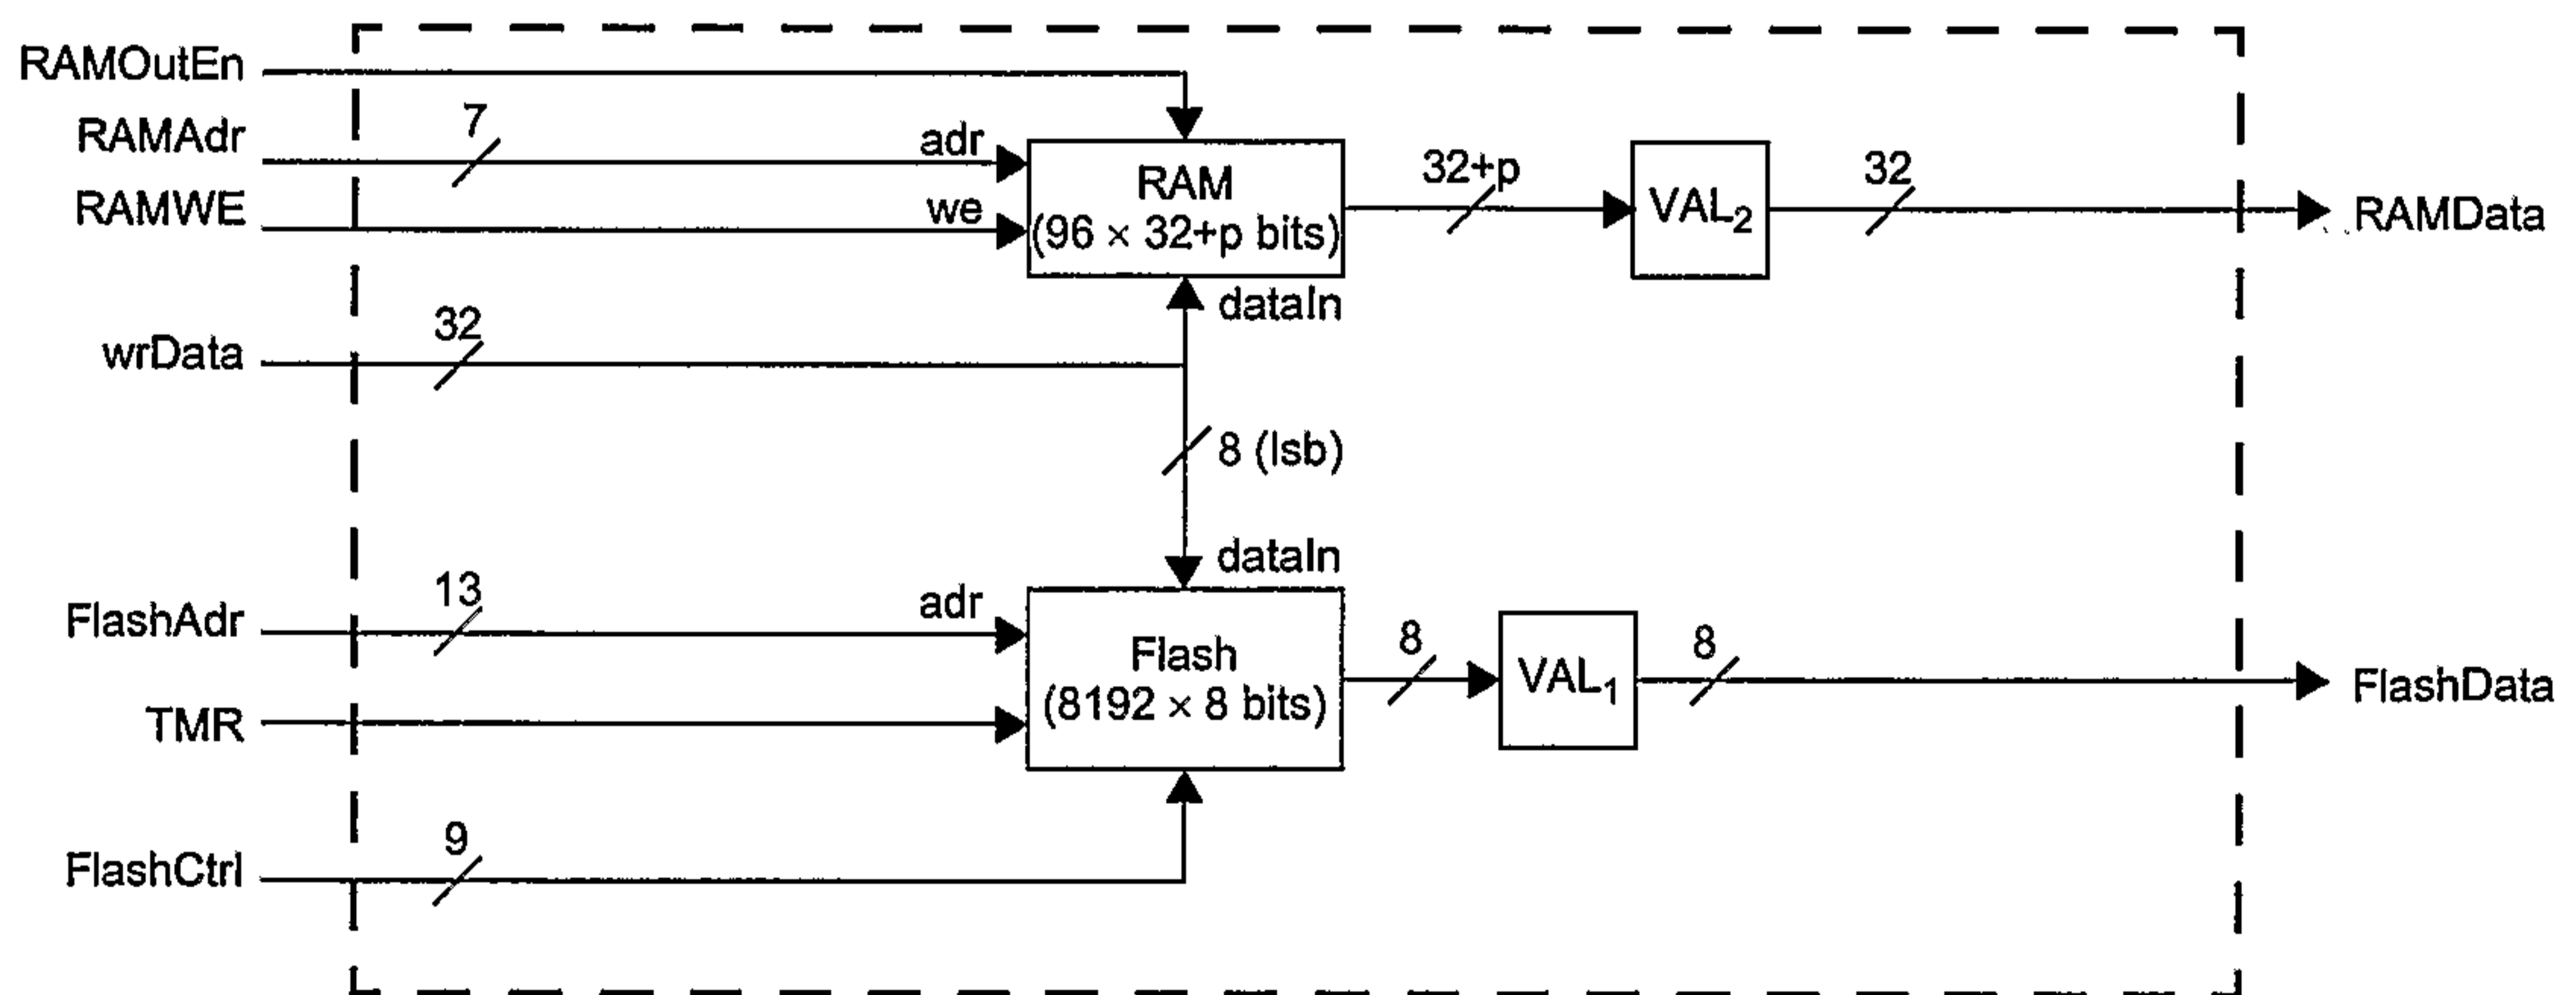 RAMOutEn
RAMAdr
7
adr
RAMWE
we
RAM
(96 × 32+p bits)
32+p
VAL₂
32
RAMData
dataIn
wrData
32
8 (lsb)
dataIn
FlashAdr
13
adr
Flash
(8192 × 8 bits)
8
VAL₁
8
FlashData
TMR
FlashCtrl
9